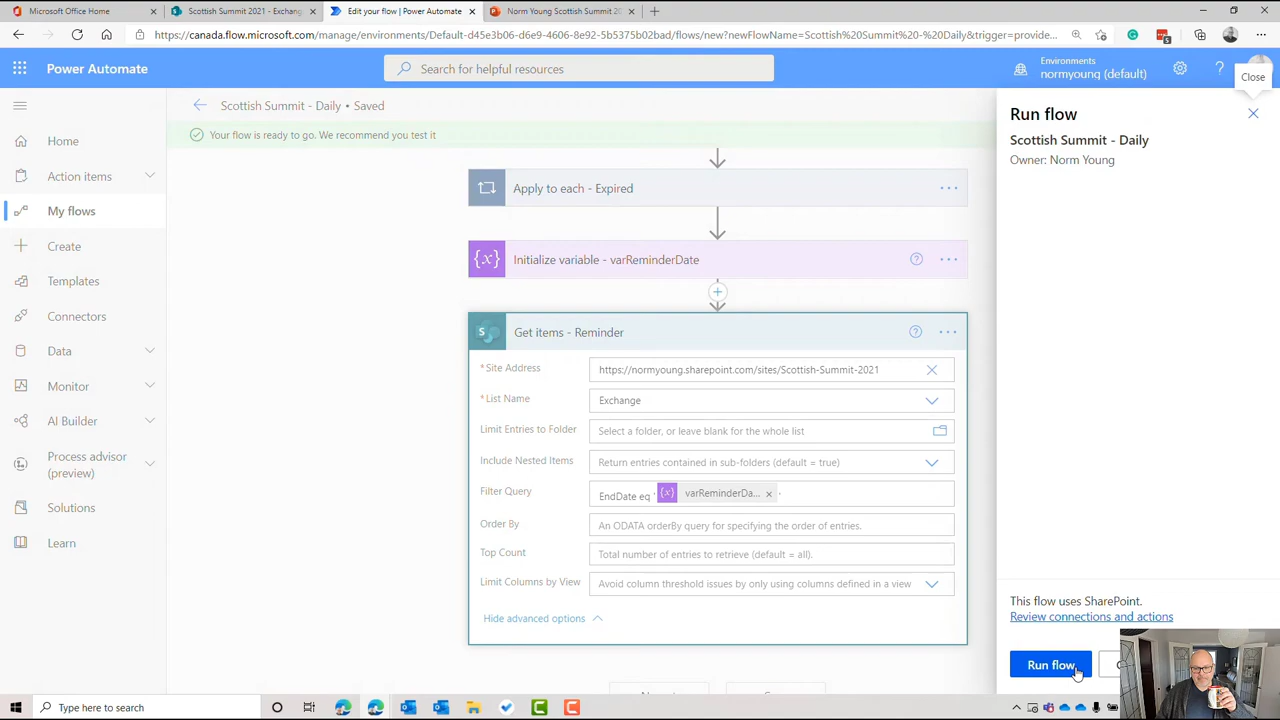 Microsoft Office Home
Scottish Summit 2021 - Exchange
Edit your flow | Power Automate
Norm Young Scottish Summit 20
https://canada.flow.microsoft.com/manage/environments/Default-d45e3b06-d6e9-4606-8e92-5b5375b02bad/flows/new?newFlowName=Scottish%20Summit%20-%20Daily&trigger=provide...
Power Automate
Search for helpful resources
Environments
normyoung (default)
Close
Scottish Summit - Daily • Saved
Your flow is ready to go. We recommend you test it
Home
Action items
My flows
Create
Templates
Connectors
Data
Monitor
AI Builder
Process advisor
(preview)
Solutions
Learn
Apply to each - Expired
{x} Initialize variable - varReminderDate
S Get items - Reminder
*Site Address https://normyoung.sharepoint.com/sites/Scottish-Summit-2021
*List Name Exchange
Limit Entries to Folder Select a folder, or leave blank for the whole list
Include Nested Items Return entries contained in sub-folders (default = true)
Filter Query EndDate eq ' {x} varReminderDa... × '
Order By An ODATA orderBy query for specifying the order of entries.
Top Count Total number of entries to retrieve (default = all).
Limit Columns by View Avoid column threshold issues by only using columns defined in a view
Hide advanced options
Run flow
Scottish Summit - Daily
Owner: Norm Young
This flow uses SharePoint.
Review connections and actions
Run flow
Type here to search